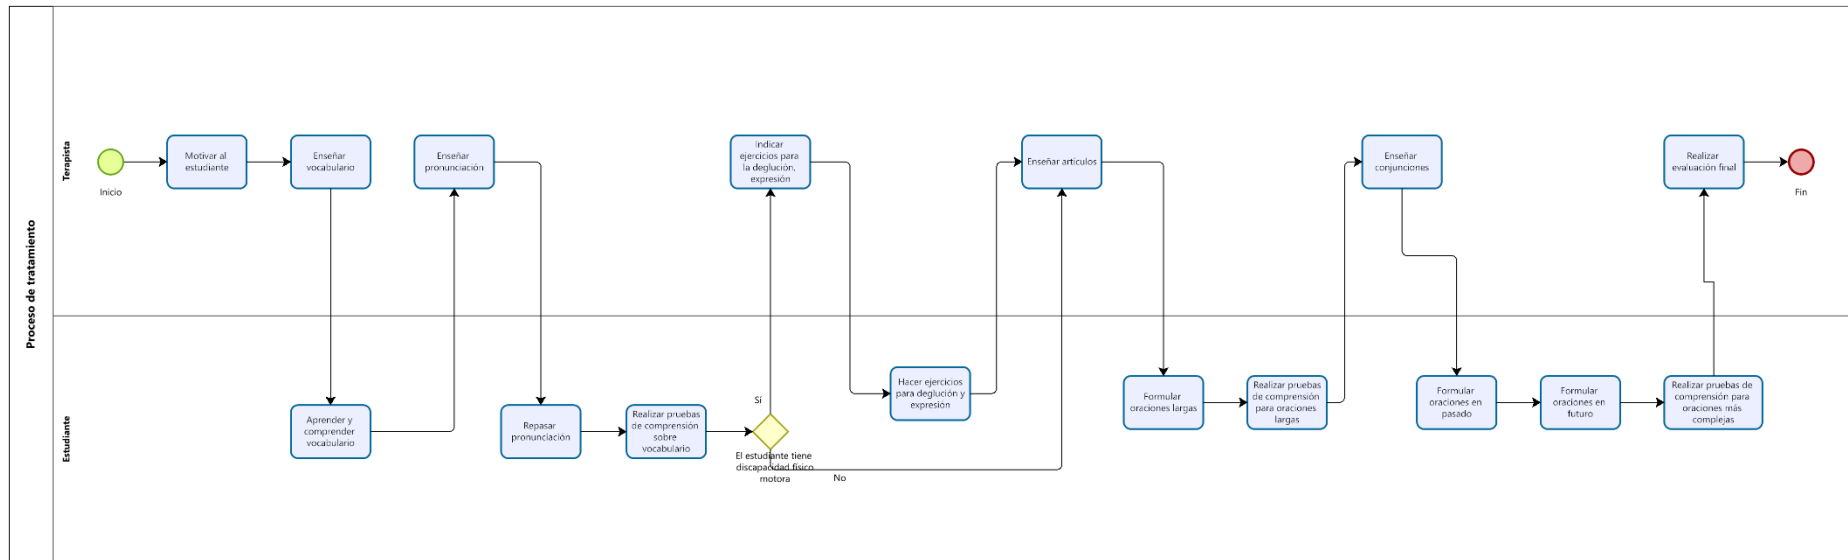 Proceso de tratamiento
Terapista
Inicio
Motivar al
estudiante
Enseñar
vocabulario
Enseñar
pronunciación
Indicar
ejercicios para
la deglución,
expresión
Enseñar artículos
Enseñar
conjunciones
Realizar
evaluación final
Fin
Estudiante
Aprender y
comprender
vocabulario
Repasar
pronunciación
Realizar pruebas
de comprensión
sobre
vocabulario
Sí
El estudiante tiene
discapacidad físico
motora
No
Hacer ejercicios
para deglución y
expresión
Formular
oraciones largas
Realizar pruebas
de comprensión
para oraciones
largas
Formular
oraciones en
pasado
Formular
oraciones en
futuro
Realizar pruebas de
comprensión para
oraciones más
complejas